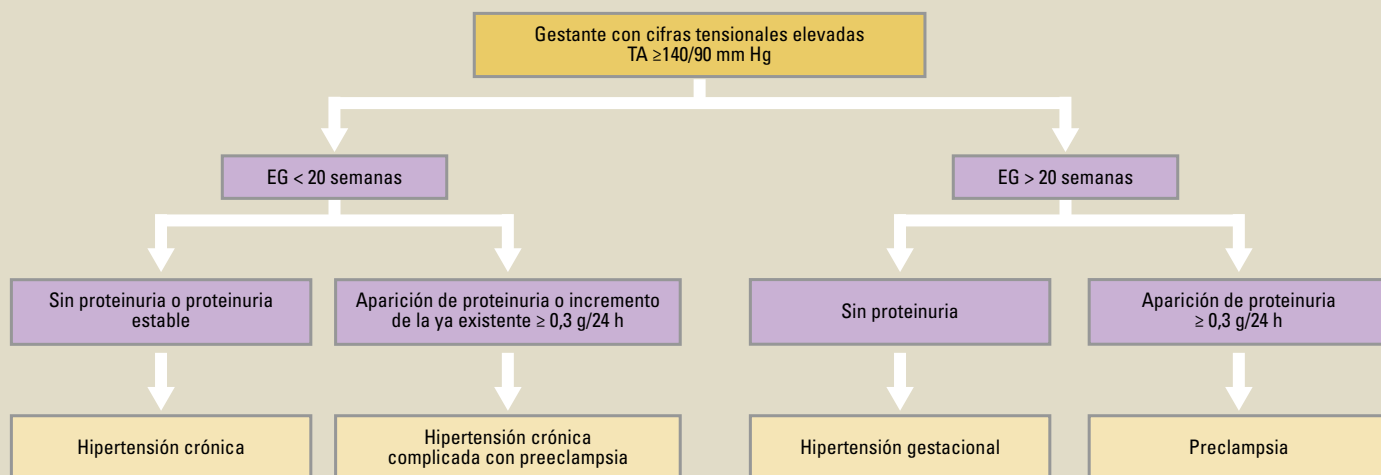 Gestante con cifras tensionales elevadas
TA ≥140/90 mm Hg
EG < 20 semanas
EG > 20 semanas
Sin proteinuria o proteinuria
estable
Aparición de proteinuria o incremento
de la ya existente ≥ 0,3 g/24 h
Sin proteinuria
Aparición de proteinuria
≥ 0,3 g/24 h
Hipertensión crónica
Hipertensión crónica
complicada con preeclampsia
Hipertensión gestacional
Preclampsia